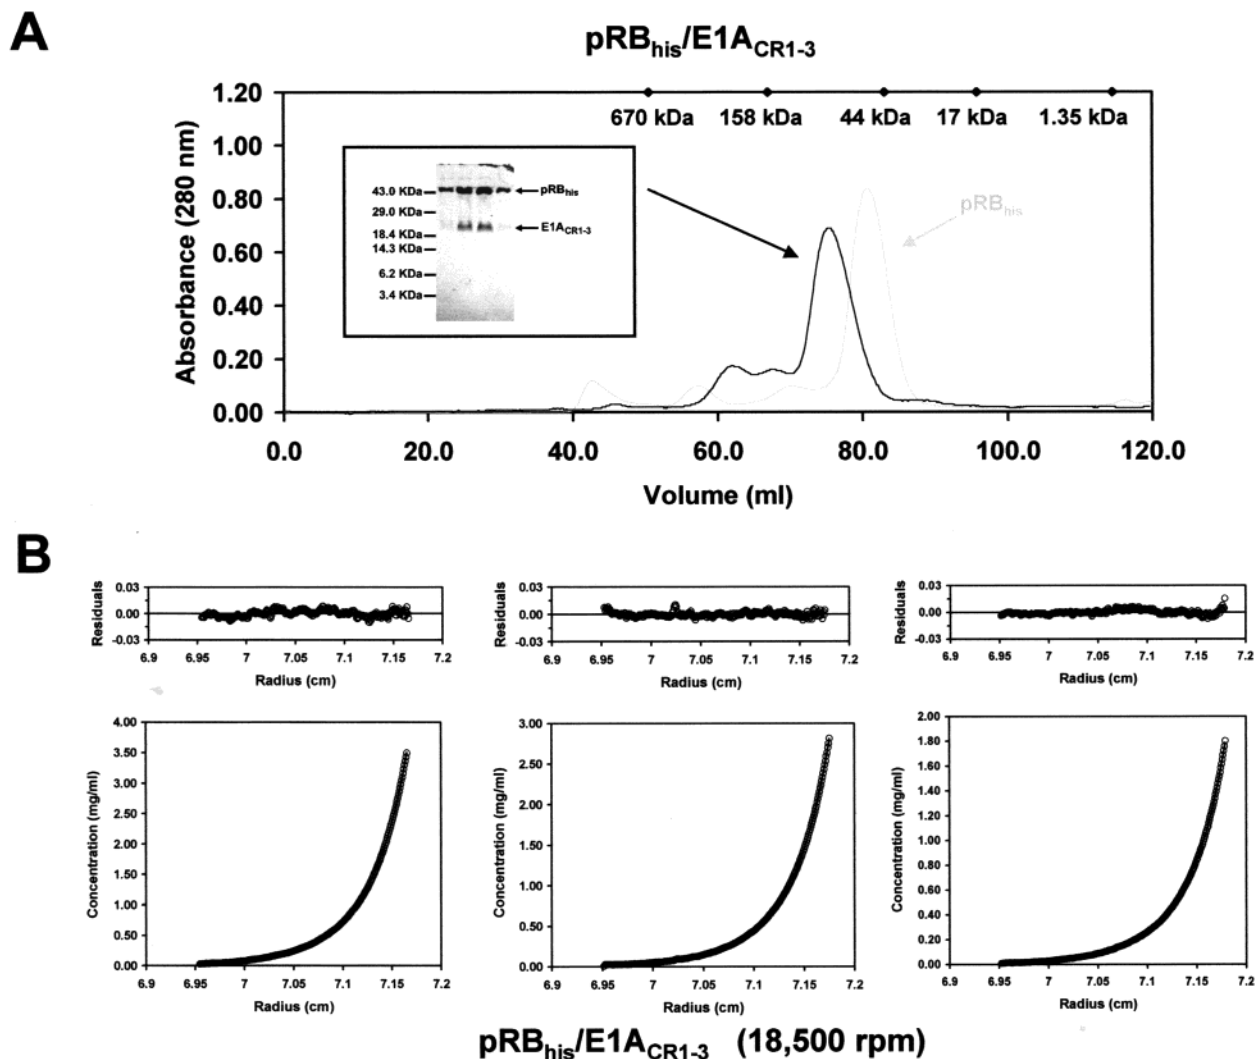 A
pRBhis/E1ACR1-3
1.20
1.00
0.80
0.60
0.40
0.20
0.00
Absorbance (280 nm)
670 kDa 158 kDa 44 kDa 17 kDa 1.35 kDa
43.0 KDa
29.0 KDa
18.4 KDa
14.3 KDa
6.2 KDa
3.4 KDa
pRBhis
E1ACR1-3
pRBhis
0.0 20.0 40.0 60.0 80.0 100.0 120.0
Volume (ml)
B
Residuals
0.03
0.00
-0.03
6.9 6.95 7 7.05 7.1 7.15 7.2
Radius (cm)
Residuals
0.03
0.00
-0.03
6.9 6.95 7 7.05 7.1 7.15 7.2
Radius (cm)
Residuals
0.03
0.00
-0.03
6.9 6.95 7 7.05 7.1 7.15 7.2
Radius (cm)
Concentration (mg/ml)
4.00
3.50
3.00
2.50
2.00
1.50
1.00
0.50
0.00
6.9 6.95 7 7.05 7.1 7.15 7.2
Radius (cm)
Concentration (mg/ml)
3.00
2.50
2.00
1.50
1.00
0.50
0.00
6.9 6.95 7 7.05 7.1 7.15 7.2
Radius (cm)
Concentration (mg/ml)
2.00
1.80
1.60
1.40
1.20
1.00
0.80
0.60
0.40
0.20
0.00
6.9 6.95 7 7.05 7.1 7.15 7.2
Radius (cm)
pRBhis/E1ACR1-3 (18,500 rpm)